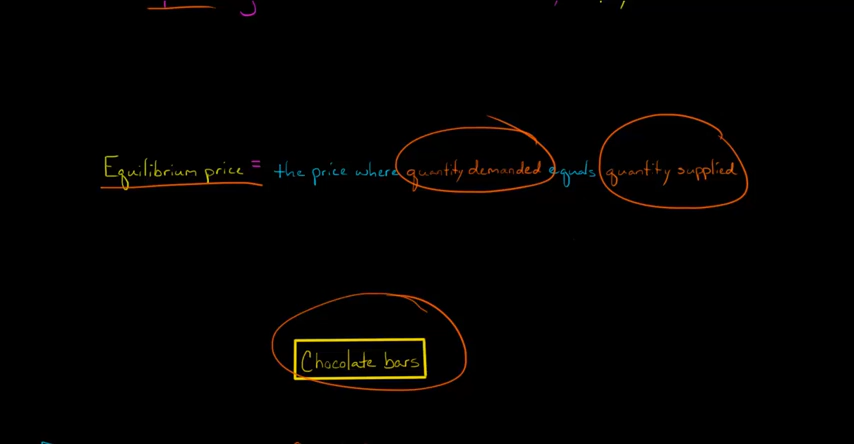 Equilibrium price = the price where quantity demanded equals quantity supplied
Chocolate bars